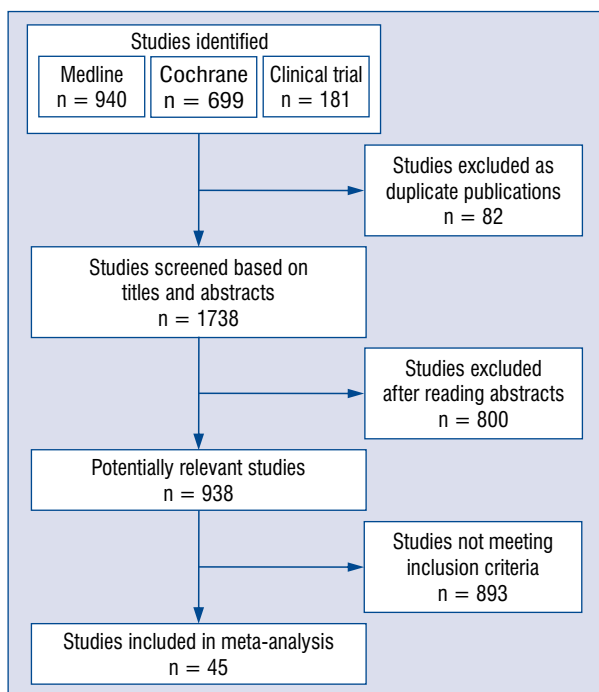 Studies identified
Medline
n = 940
Cochrane
n = 699
Clinical trial
n = 181
Studies excluded as
duplicate publications
n = 82
Studies screened based on
titles and abstracts
n = 1738
Studies excluded
after reading abstracts
n = 800
Potentially relevant studies
n = 938
Studies not meeting
inclusion criteria
n = 893
Studies included in meta-analysis
n = 45